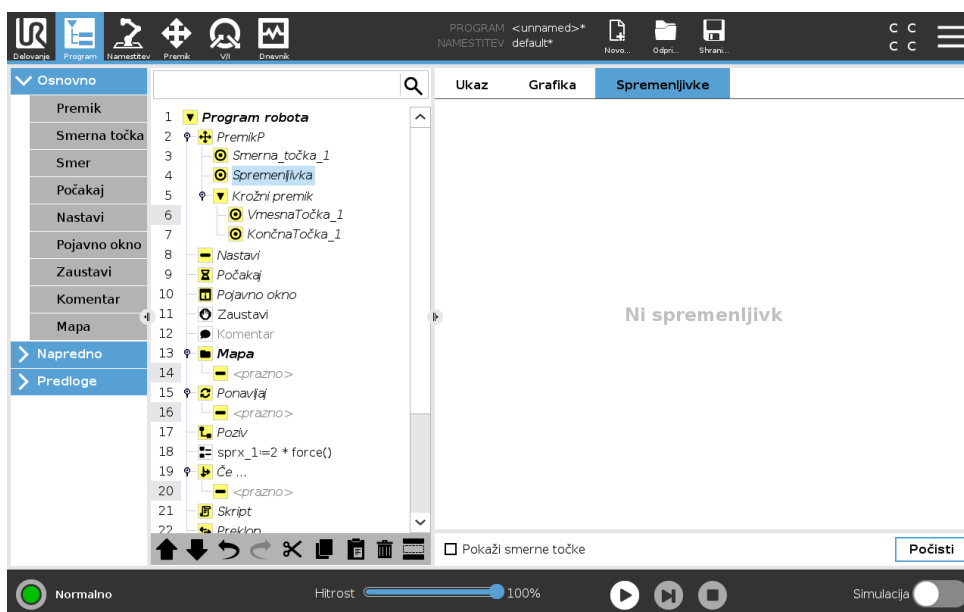 PROGRAM <unnamed>*
NAMESTITEV default*
Delovanje Program Namestitev Premik V/I Dnevnik Novo... Odpri... Shrani...
C C
C C
Osnovno
Premik
Smerna točka
Smer
Počakaj
Nastavi
Pojavno okno
Zaustavi
Komentar
Mapa
Napredno
Predloge
1 Program robota
2 PremikP
3 Smerna_točka_1
4 Spremenljivka
5 Krožni premik
6 VmesnaTočka_1
7 KončnaTočka_1
8 Nastavi
9 Počakaj
10 Pojavno okno
11 Zaustavi
12 Komentar
13 Mapa
14 <prazno>
15 Ponavljaj
16 <prazno>
17 Poziv
18 sprx_1:=2 * force()
19 Če ...
20 <prazno>
21 Skript
22 Preklop
Ukaz Grafika Spremenljivke
Ni spremenljivk
Pokaži smerne točke
Počisti
Normalno
Hitrost 100%
Simulacija